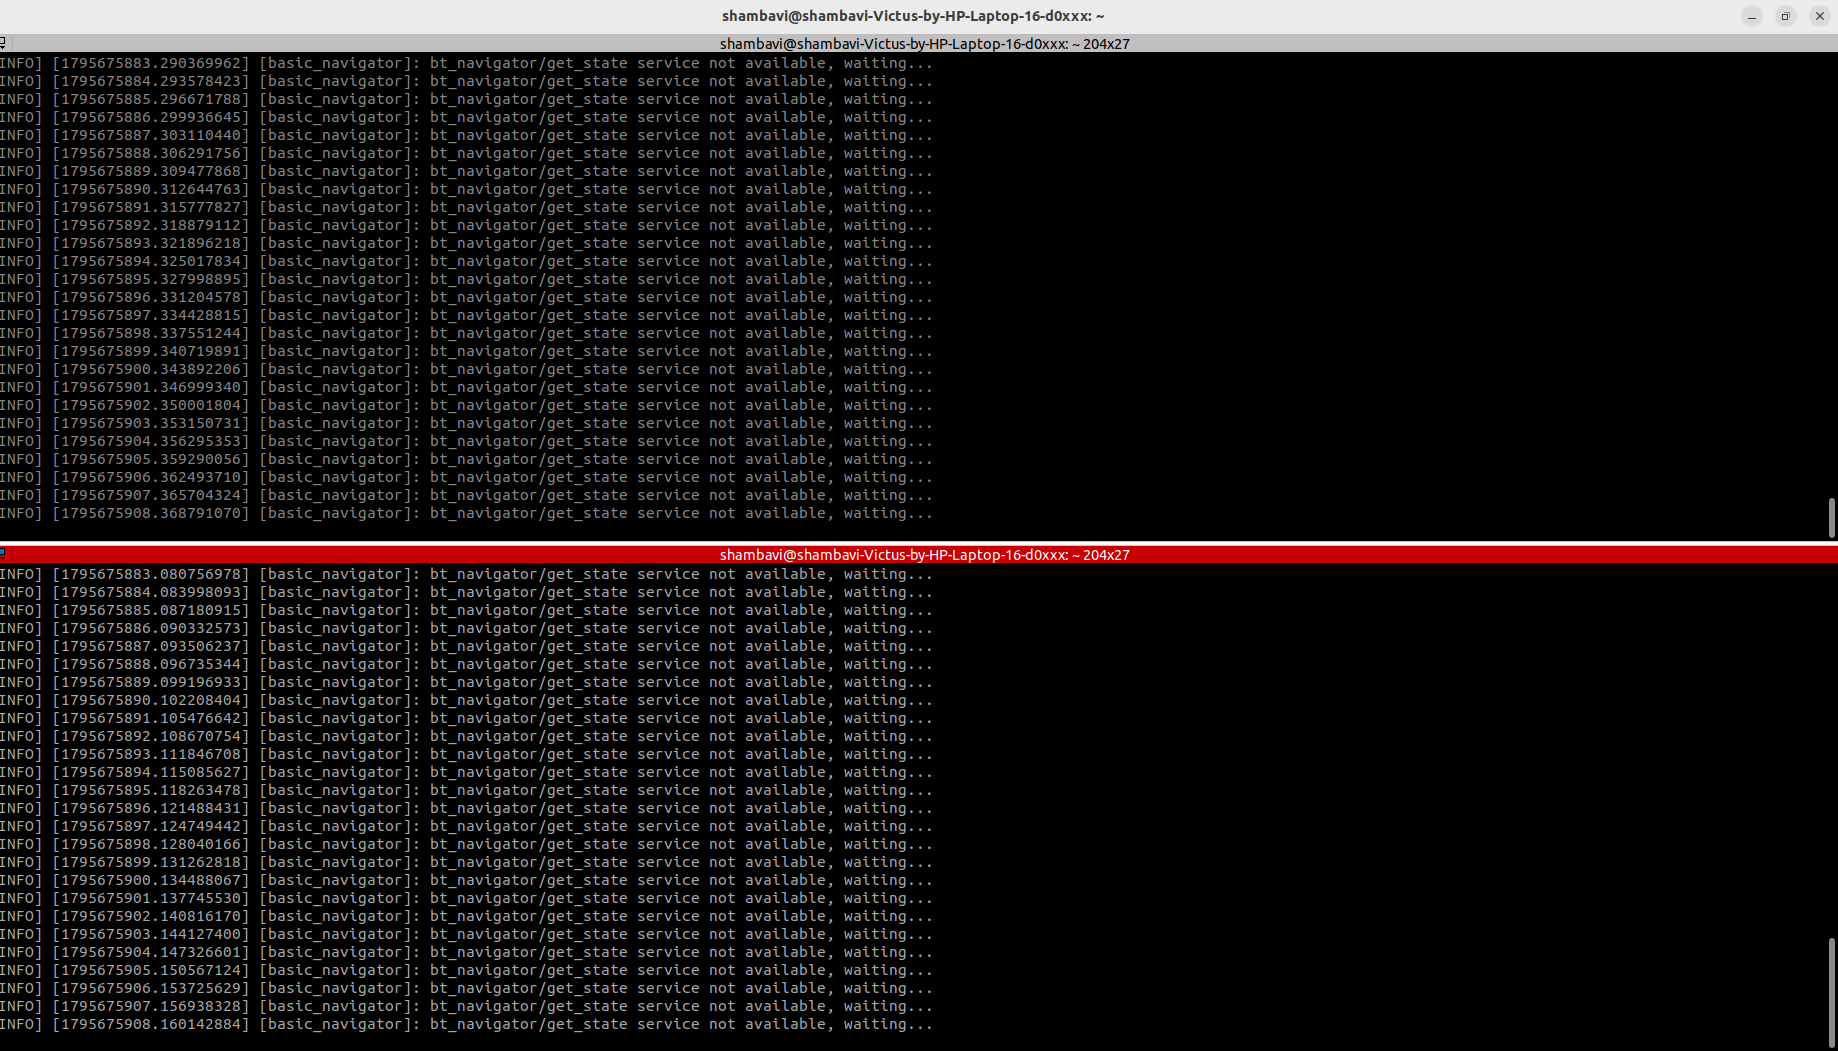 shambavi@shambavi-Victus-by-HP-Laptop-16-d0xxx: ~
shambavi@shambavi-Victus-by-HP-Laptop-16-d0xxx: ~ 204x27
INFO] [1795675883.290369962] [basic_navigator]: bt_navigator/get_state service not available, waiting...
INFO] [1795675884.293578423] [basic_navigator]: bt_navigator/get_state service not available, waiting...
INFO] [1795675885.296671788] [basic_navigator]: bt_navigator/get_state service not available, waiting...
INFO] [1795675886.299936645] [basic_navigator]: bt_navigator/get_state service not available, waiting...
INFO] [1795675887.303110440] [basic_navigator]: bt_navigator/get_state service not available, waiting...
INFO] [1795675888.306291756] [basic_navigator]: bt_navigator/get_state service not available, waiting...
INFO] [1795675889.309477868] [basic_navigator]: bt_navigator/get_state service not available, waiting...
INFO] [1795675890.312644763] [basic_navigator]: bt_navigator/get_state service not available, waiting...
INFO] [1795675891.315777827] [basic_navigator]: bt_navigator/get_state service not available, waiting...
INFO] [1795675892.318879112] [basic_navigator]: bt_navigator/get_state service not available, waiting...
INFO] [1795675893.321896218] [basic_navigator]: bt_navigator/get_state service not available, waiting...
INFO] [1795675894.325017834] [basic_navigator]: bt_navigator/get_state service not available, waiting...
INFO] [1795675895.327998895] [basic_navigator]: bt_navigator/get_state service not available, waiting...
INFO] [1795675896.331204578] [basic_navigator]: bt_navigator/get_state service not available, waiting...
INFO] [1795675897.334428815] [basic_navigator]: bt_navigator/get_state service not available, waiting...
INFO] [1795675898.337551244] [basic_navigator]: bt_navigator/get_state service not available, waiting...
INFO] [1795675899.340719891] [basic_navigator]: bt_navigator/get_state service not available, waiting...
INFO] [1795675900.343892206] [basic_navigator]: bt_navigator/get_state service not available, waiting...
INFO] [1795675901.346999340] [basic_navigator]: bt_navigator/get_state service not available, waiting...
INFO] [1795675902.350001804] [basic_navigator]: bt_navigator/get_state service not available, waiting...
INFO] [1795675903.353150731] [basic_navigator]: bt_navigator/get_state service not available, waiting...
INFO] [1795675904.356295353] [basic_navigator]: bt_navigator/get_state service not available, waiting...
INFO] [1795675905.359290056] [basic_navigator]: bt_navigator/get_state service not available, waiting...
INFO] [1795675906.362493710] [basic_navigator]: bt_navigator/get_state service not available, waiting...
INFO] [1795675907.365704324] [basic_navigator]: bt_navigator/get_state service not available, waiting...
INFO] [1795675908.368791070] [basic_navigator]: bt_navigator/get_state service not available, waiting...
shambavi@shambavi-Victus-by-HP-Laptop-16-d0xxx: ~ 204x27
INFO] [1795675883.080756978] [basic_navigator]: bt_navigator/get_state service not available, waiting...
INFO] [1795675884.083998093] [basic_navigator]: bt_navigator/get_state service not available, waiting...
INFO] [1795675885.087180915] [basic_navigator]: bt_navigator/get_state service not available, waiting...
INFO] [1795675886.090332573] [basic_navigator]: bt_navigator/get_state service not available, waiting...
INFO] [1795675887.093506237] [basic_navigator]: bt_navigator/get_state service not available, waiting...
INFO] [1795675888.096735344] [basic_navigator]: bt_navigator/get_state service not available, waiting...
INFO] [1795675889.099196933] [basic_navigator]: bt_navigator/get_state service not available, waiting...
INFO] [1795675890.102208404] [basic_navigator]: bt_navigator/get_state service not available, waiting...
INFO] [1795675891.105476642] [basic_navigator]: bt_navigator/get_state service not available, waiting...
INFO] [1795675892.108670754] [basic_navigator]: bt_navigator/get_state service not available, waiting...
INFO] [1795675893.111846708] [basic_navigator]: bt_navigator/get_state service not available, waiting...
INFO] [1795675894.115085627] [basic_navigator]: bt_navigator/get_state service not available, waiting...
INFO] [1795675895.118263478] [basic_navigator]: bt_navigator/get_state service not available, waiting...
INFO] [1795675896.121488431] [basic_navigator]: bt_navigator/get_state service not available, waiting...
INFO] [1795675897.124749442] [basic_navigator]: bt_navigator/get_state service not available, waiting...
INFO] [1795675898.128040166] [basic_navigator]: bt_navigator/get_state service not available, waiting...
INFO] [1795675899.131262818] [basic_navigator]: bt_navigator/get_state service not available, waiting...
INFO] [1795675900.134488067] [basic_navigator]: bt_navigator/get_state service not available, waiting...
INFO] [1795675901.137745530] [basic_navigator]: bt_navigator/get_state service not available, waiting...
INFO] [1795675902.140816170] [basic_navigator]: bt_navigator/get_state service not available, waiting...
INFO] [1795675903.144127400] [basic_navigator]: bt_navigator/get_state service not available, waiting...
INFO] [1795675904.147326601] [basic_navigator]: bt_navigator/get_state service not available, waiting...
INFO] [1795675905.150567124] [basic_navigator]: bt_navigator/get_state service not available, waiting...
INFO] [1795675906.153725629] [basic_navigator]: bt_navigator/get_state service not available, waiting...
INFO] [1795675907.156938328] [basic_navigator]: bt_navigator/get_state service not available, waiting...
INFO] [1795675908.160142884] [basic_navigator]: bt_navigator/get_state service not available, waiting...